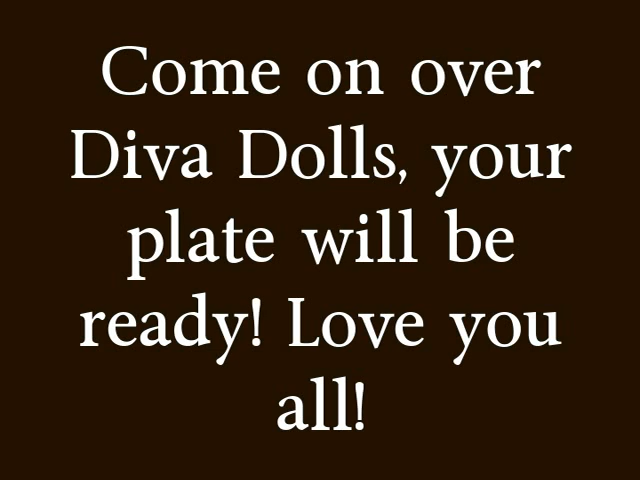 Come on over
Diva Dolls, your
plate will be
ready! Love you
all!